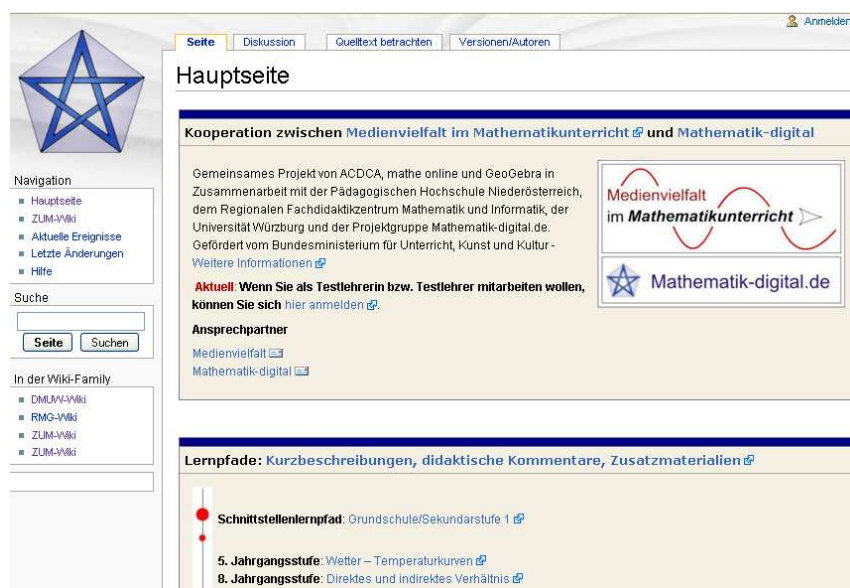 Anmelden
Seite Diskussion Quelltext betrachten Versionen/Autoren
Hauptseite
Navigation
Hauptseite
ZUM-Wiki
Aktuelle Ereignisse
Letzte Änderungen
Hilfe
Suche
Seite Suchen
In der Wiki-Family
DMUW-Wiki
RMG-Wiki
ZUM-Wiki
ZUM-Wiki
Kooperation zwischen Medienvielfalt im Mathematikunterricht und Mathematik-digital
Gemeinsames Projekt von ACDCA, mathe online und GeoGebra in
Zusammenarbeit mit der Pädagogischen Hochschule Niederösterreich,
dem Regionalen Fachdidaktikzentrum Mathematik und Informatik, der
Universität Würzburg und der Projektgruppe Mathematik-digital.de.
Gefördert vom Bundesministerium für Unterricht, Kunst und Kultur -
Weitere Informationen
Aktuell: Wenn Sie als Testlehrerin bzw. Testlehrer mitarbeiten wollen,
können Sie sich hier anmelden.
Ansprechpartner
Medienvielfalt
Mathematik-digital
Medienvielfalt
im Mathematikunterricht
Mathematik-digital.de
Lernpfade: Kurzbeschreibungen, didaktische Kommentare, Zusatzmaterialien
Schnittstellenlernpfad: Grundschule/Sekundarstufe 1
5. Jahrgangsstufe: Wetter – Temperaturkurven
8. Jahrgangsstufe: Direktes und indirektes Verhältnis